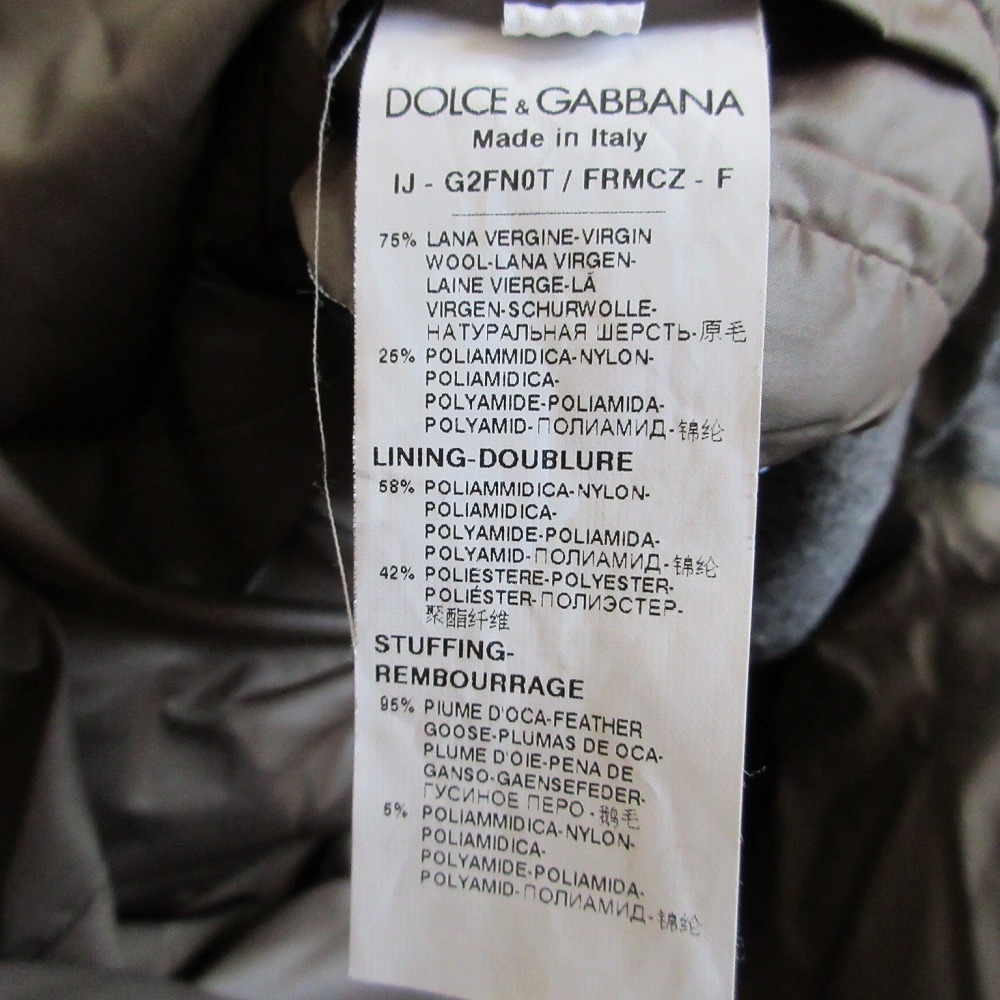 DOLCE & GABBANA
Made in Italy
IJ - G2FN0T / FRMCZ - F
75% LANA VERGINE-VIRGIN
WOOL-LANA VIRGEN-
LAINE VIERGE-LÃ
VIRGEN-SCHURWOLLE-
НАТУРАЛЬНАЯ ШЕРСТЬ-原毛
25% POLIAMMIDICA-NYLON-
POLIAMIDICA-
POLYAMIDE-POLIAMIDA-
POLYAMID-ПОЛИАМИД-锦纶
LINING-DOUBLURE
58% POLIAMMIDICA-NYLON-
POLIAMIDICA-
POLYAMIDE-POLIAMIDA-
POLYAMID-ПОЛИАМИД-锦纶
42% POLIESTERE-POLYESTER-
POLIÉSTER-ПОЛИЭСТЕР-
聚酯纤维
STUFFING-
REMBOURRAGE
95% PIUME D'OCA-FEATHER
GOOSE-PLUMAS DE OCA-
PLUME D'OIE-PENA DE
GANSO-GAENSEFEDER-
ГУСИНОЕ ПЕРО-鹅毛
5% POLIAMMIDICA-NYLON-
POLIAMIDICA-
POLYAMIDE-POLIAMIDA-
POLYAMID-ПОЛИАМИД-锦纶